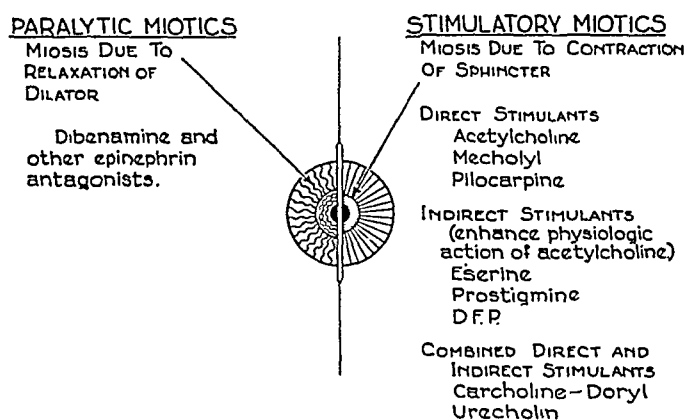 PARALYTIC MIOTICS
MIOSIS DUE TO
RELAXATION OF
DILATOR
Dibenamine and
other epinephrin
antagonists.
STIMULATORY MIOTICS
MIOSIS DUE TO CONTRACTION
OF SPHINCTER
DIRECT STIMULANTS
Acetylcholine
Mecholyl
Pilocarpine
INDIRECT STIMULANTS
(enhance physiologic
action of acetylcholine)
Eserine
Prostigmine
D.F.P.
COMBINED DIRECT AND
INDIRECT STIMULANTS
Carcholine-Doryl
Urecholin